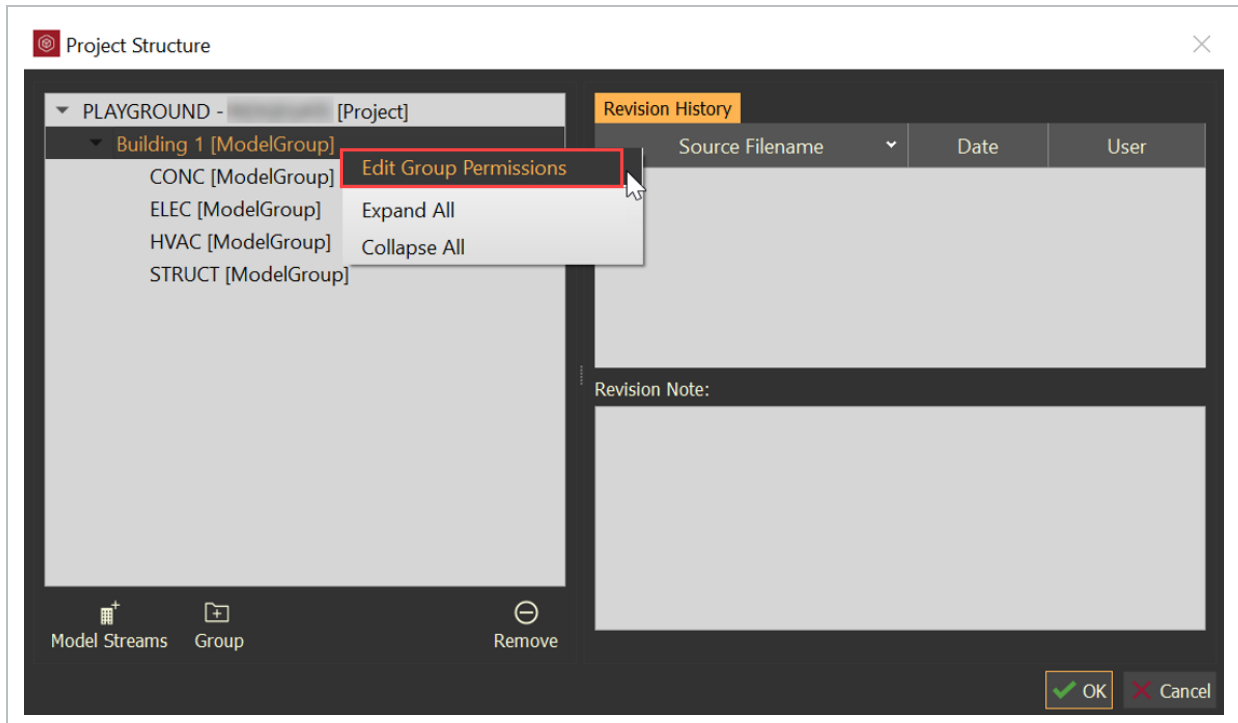 Project Structure
PLAYGROUND - [Project]
Building 1 [ModelGroup]
CONC [ModelGroup]
ELEC [ModelGroup]
HVAC [ModelGroup]
STRUCT [ModelGroup]
Edit Group Permissions
Expand All
Collapse All
Model Streams
Group
Remove
Revision History
Source Filename Date User
Revision Note:
OK Cancel